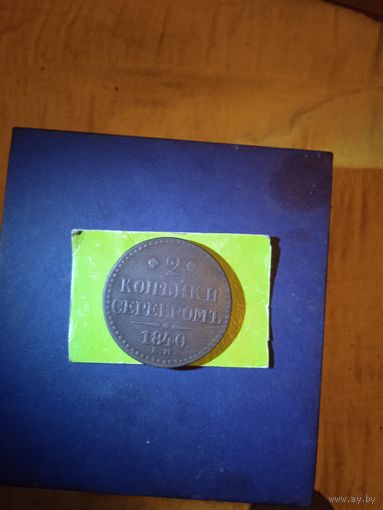 * 2 *
КОПѢЙКИ
СЕРЕБРОМЪ
1840
Е.М.
www.ay.by